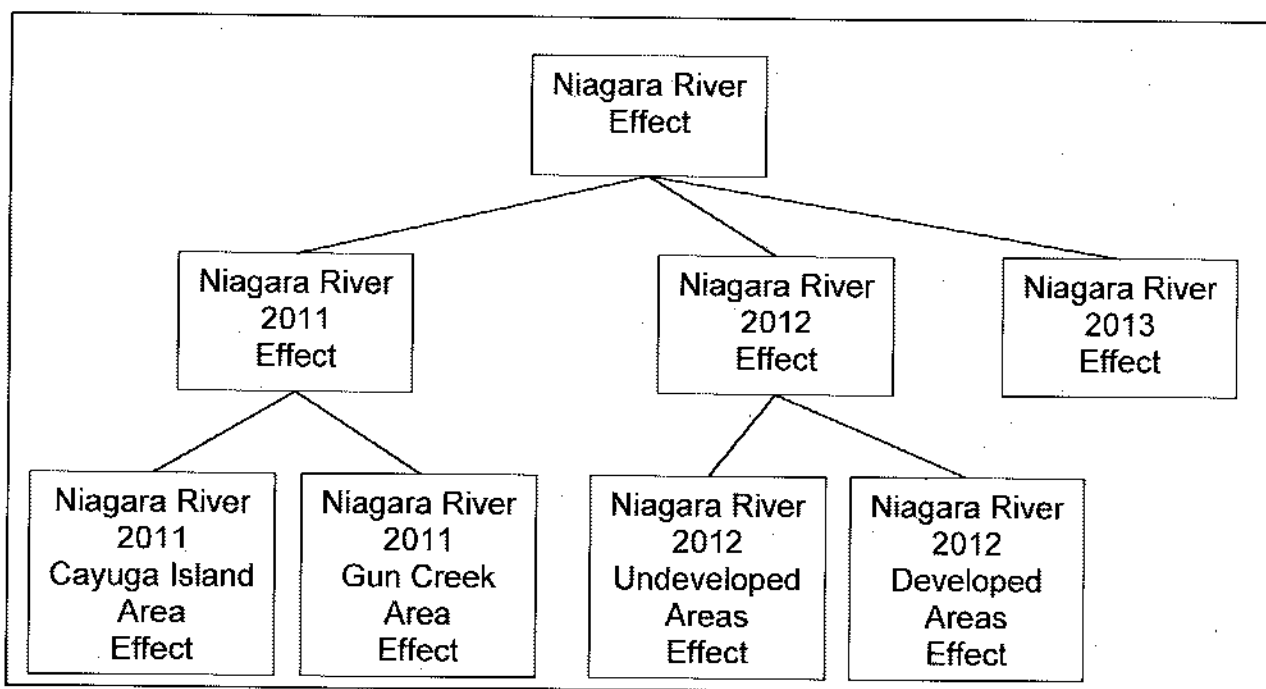 Niagara River
Effect
Niagara River
2011
Effect
Niagara River
2012
Effect
Niagara River
2013
Effect
Niagara River
2011
Cayuga Island
Area
Effect
Niagara River
2011
Gun Creek
Area
Effect
Niagara River
2012
Undeveloped
Areas
Effect
Niagara River
2012
Developed
Areas
Effect